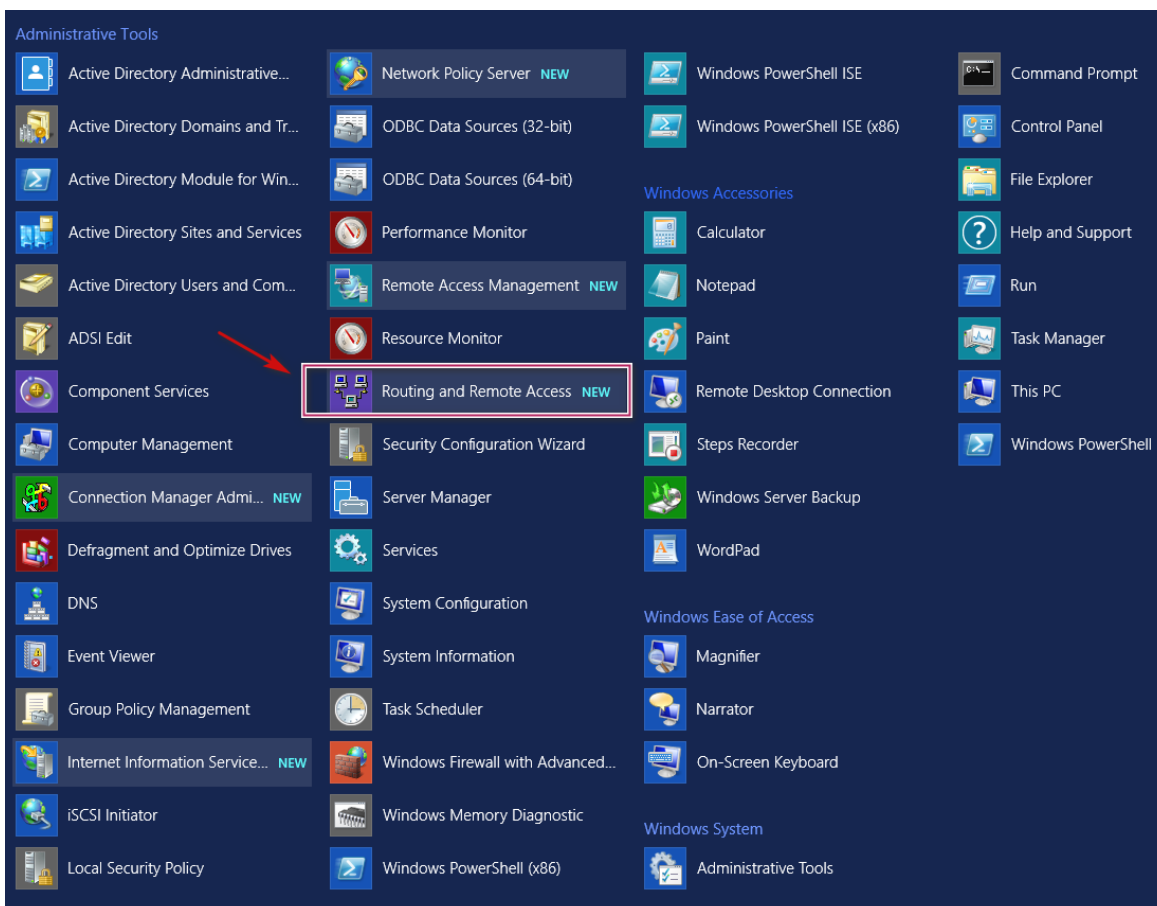 Administrative Tools
Active Directory Administrative...
Active Directory Domains and Tr...
Active Directory Module for Win...
Active Directory Sites and Services
Active Directory Users and Com...
ADSI Edit
Component Services
Computer Management
Connection Manager Admi... NEW
Defragment and Optimize Drives
DNS
Event Viewer
Group Policy Management
Internet Information Service... NEW
iSCSI Initiator
Local Security Policy
Network Policy Server NEW
ODBC Data Sources (32-bit)
ODBC Data Sources (64-bit)
Performance Monitor
Remote Access Management NEW
Resource Monitor
Routing and Remote Access NEW
Security Configuration Wizard
Server Manager
Services
System Configuration
System Information
Task Scheduler
Windows Firewall with Advanced...
Windows Memory Diagnostic
Windows PowerShell (x86)
Windows PowerShell ISE
Windows PowerShell ISE (x86)
Windows Accessories
Calculator
Notepad
Paint
Remote Desktop Connection
Steps Recorder
Windows Server Backup
WordPad
Windows Ease of Access
Magnifier
Narrator
On-Screen Keyboard
Windows System
Administrative Tools
Command Prompt
Control Panel
File Explorer
Help and Support
Run
Task Manager
This PC
Windows PowerShell